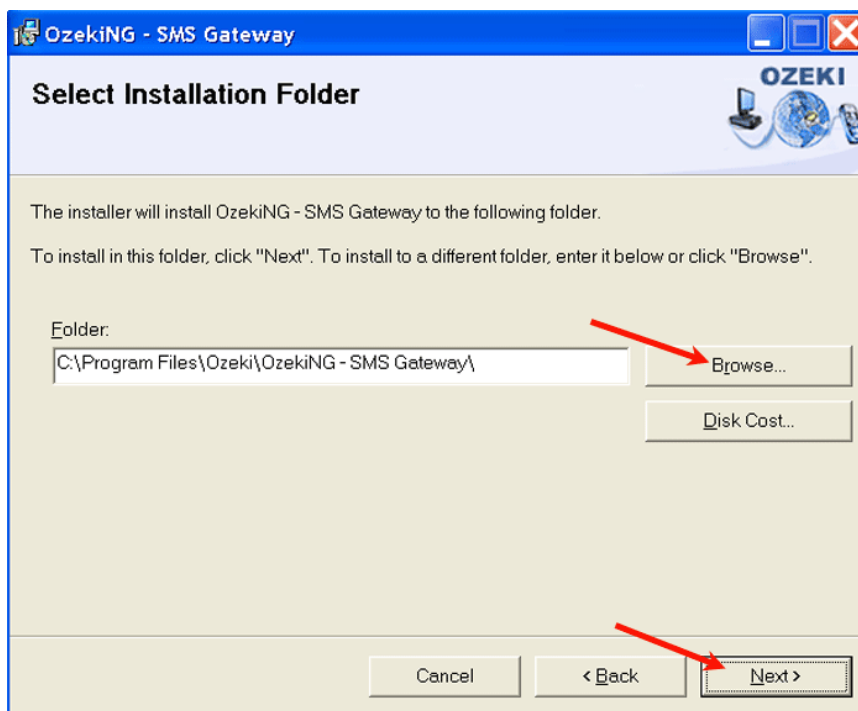 OzekiNG - SMS Gateway
Select Installation Folder
OZEKI
The installer will install OzekiNG - SMS Gateway to the following folder.
To install in this folder, click "Next". To install to a different folder, enter it below or click "Browse".
Folder:
C:\Program Files\Ozeki\OzekiNG - SMS Gateway\
Browse...
Disk Cost...
Cancel
< Back
Next >